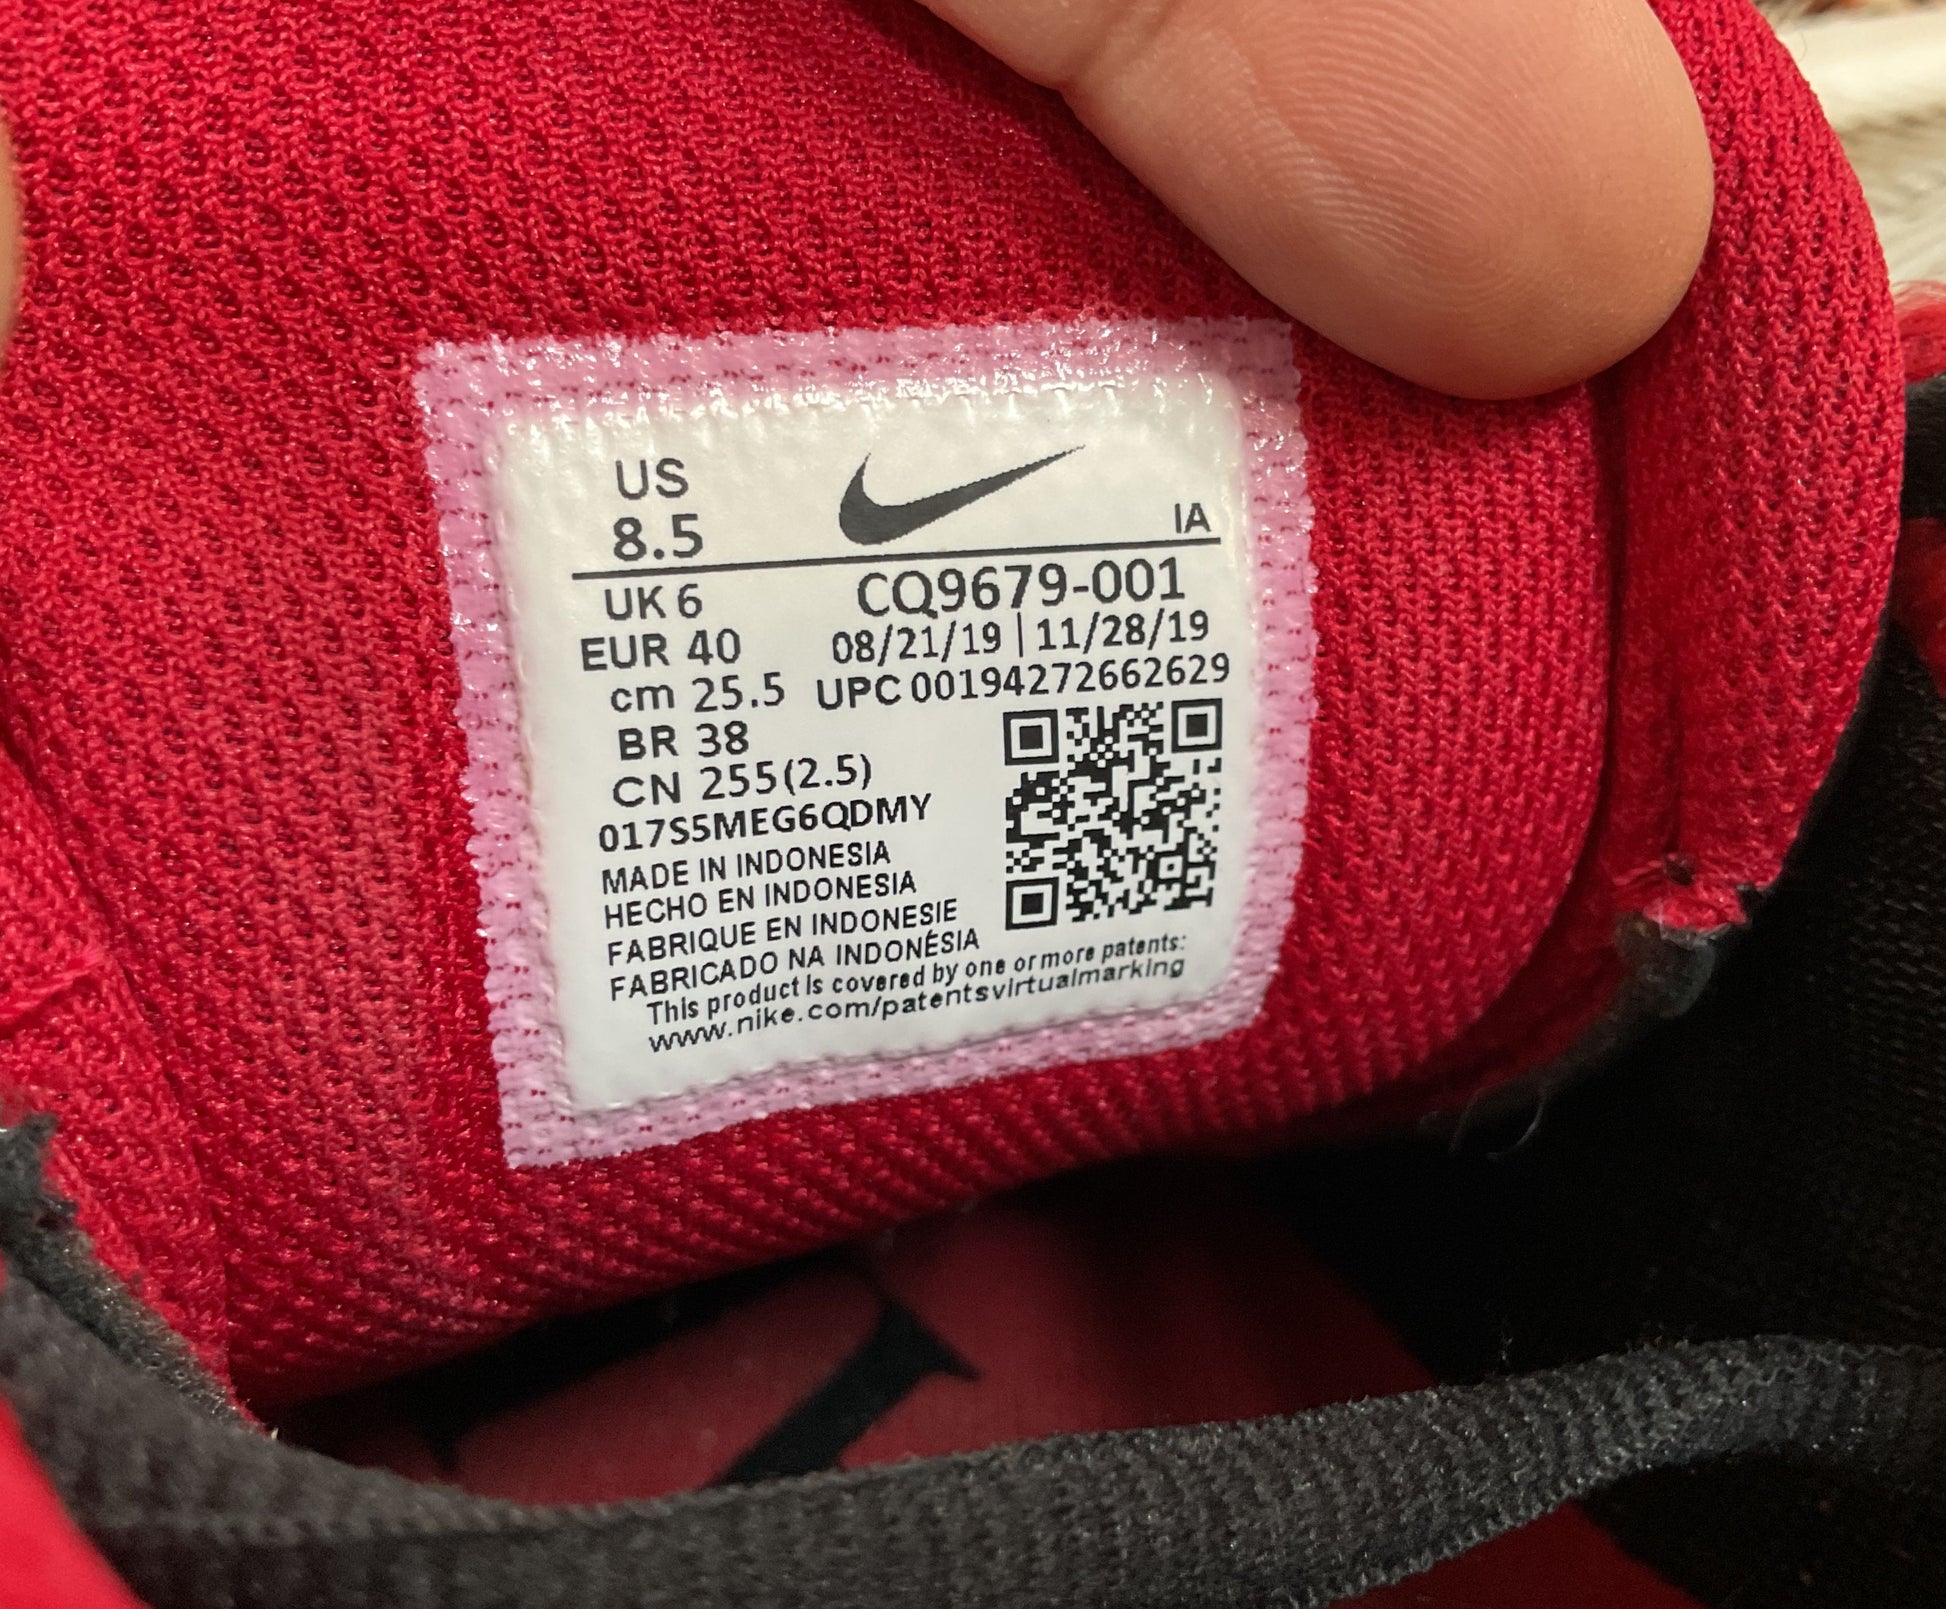 US
8.5
IA
UK 6
CQ9679-001
EUR 40
08/21/19 | 11/28/19
cm 25.5
UPC 00194272662629
BR 38
CN 255(2.5)
017S5MEG6QDMY
MADE IN INDONESIA
HECHO EN INDONESIA
FABRIQUE EN INDONESIE
FABRICADO NA INDONÉSIA
This product is covered by one or more patents:
www.nike.com/patentsvirtualmarking